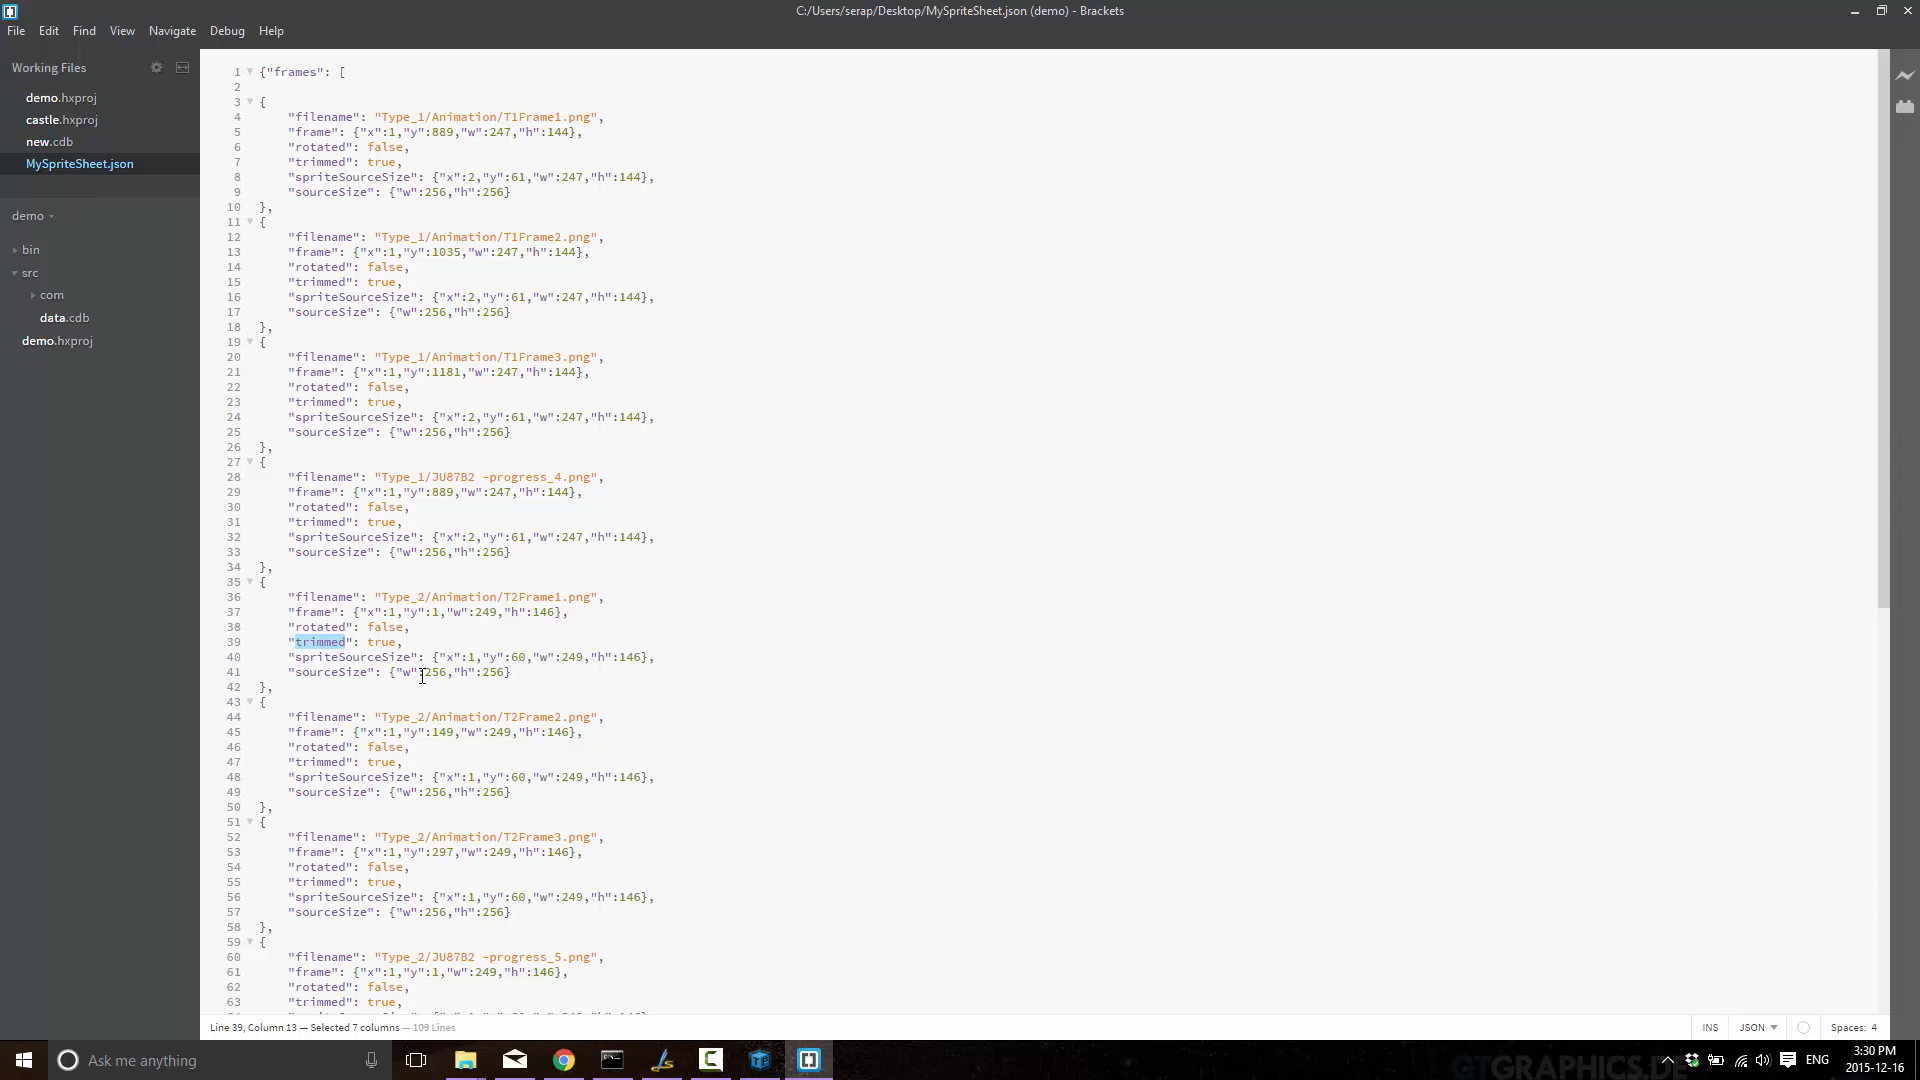 C:/Users/serap/Desktop/MySpriteSheet.json (demo) - Brackets
File Edit Find View Navigate Debug Help
Working Files
demo.hxproj
castle.hxproj
new.cdb
MySpriteSheet.json
demo
bin
src
com
data.cdb
demo.hxproj
1 {"frames": [
2
3 {
4 "filename": "Type_1/Animation/T1Frame1.png",
5 "frame": {"x":1,"y":889,"w":247,"h":144},
6 "rotated": false,
7 "trimmed": true,
8 "spriteSourceSize": {"x":2,"y":61,"w":247,"h":144},
9 "sourceSize": {"w":256,"h":256}
10 },
11 {
12 "filename": "Type_1/Animation/T1Frame2.png",
13 "frame": {"x":1,"y":1035,"w":247,"h":144},
14 "rotated": false,
15 "trimmed": true,
16 "spriteSourceSize": {"x":2,"y":61,"w":247,"h":144},
17 "sourceSize": {"w":256,"h":256}
18 },
19 {
20 "filename": "Type_1/Animation/T1Frame3.png",
21 "frame": {"x":1,"y":1181,"w":247,"h":144},
22 "rotated": false,
23 "trimmed": true,
24 "spriteSourceSize": {"x":2,"y":61,"w":247,"h":144},
25 "sourceSize": {"w":256,"h":256}
26 },
27 {
28 "filename": "Type_1/JU87B2 -progress_4.png",
29 "frame": {"x":1,"y":889,"w":247,"h":144},
30 "rotated": false,
31 "trimmed": true,
32 "spriteSourceSize": {"x":2,"y":61,"w":247,"h":144},
33 "sourceSize": {"w":256,"h":256}
34 },
35 {
36 "filename": "Type_2/Animation/T2Frame1.png",
37 "frame": {"x":1,"y":1,"w":249,"h":146},
38 "rotated": false,
39 "trimmed": true,
40 "spriteSourceSize": {"x":1,"y":60,"w":249,"h":146},
41 "sourceSize": {"w":256,"h":256}
42 },
43 {
44 "filename": "Type_2/Animation/T2Frame2.png",
45 "frame": {"x":1,"y":149,"w":249,"h":146},
46 "rotated": false,
47 "trimmed": true,
48 "spriteSourceSize": {"x":1,"y":60,"w":249,"h":146},
49 "sourceSize": {"w":256,"h":256}
50 },
51 {
52 "filename": "Type_2/Animation/T2Frame3.png",
53 "frame": {"x":1,"y":297,"w":249,"h":146},
54 "rotated": false,
55 "trimmed": true,
56 "spriteSourceSize": {"x":1,"y":60,"w":249,"h":146},
57 "sourceSize": {"w":256,"h":256}
58 },
59 {
60 "filename": "Type_2/JU87B2 -progress_5.png",
61 "frame": {"x":1,"y":1,"w":249,"h":146},
62 "rotated": false,
63 "trimmed": true,
Line 39, Column 13 — Selected 7 columns — 109 Lines
INS JSON Spaces: 4
Ask me anything
GTGRAPHICS.DE
ENG
3:30 PM
2015-12-16